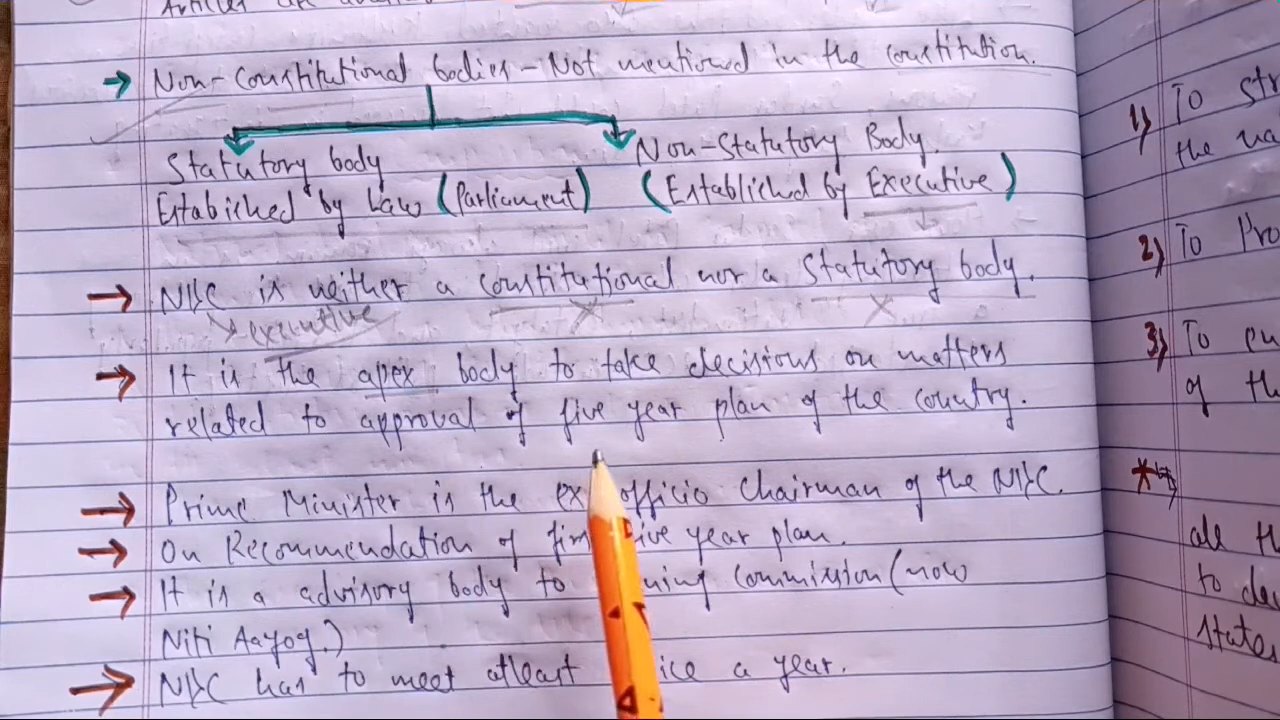 Articles are
Non-Constitutional bodies - Not mentioned in the constitution.
Statutory body
Non-Statutory Body.
Estabished by Law (Parliament)
(Established by Executive)
NDC is neither a constitutional nor a Statutory body.
executive
It is the apex body to take decisions on matters
related to approval of five year plan of the country.
Prime Minister is the ex officio Chairman of the NDC.
On Recommendation of five year plan.
It is a advisory body to Commission (now
Niti Aayog.)
NDC has to meet atleast a year.
1) To
the
2) To
3) To
of the
all
to
states